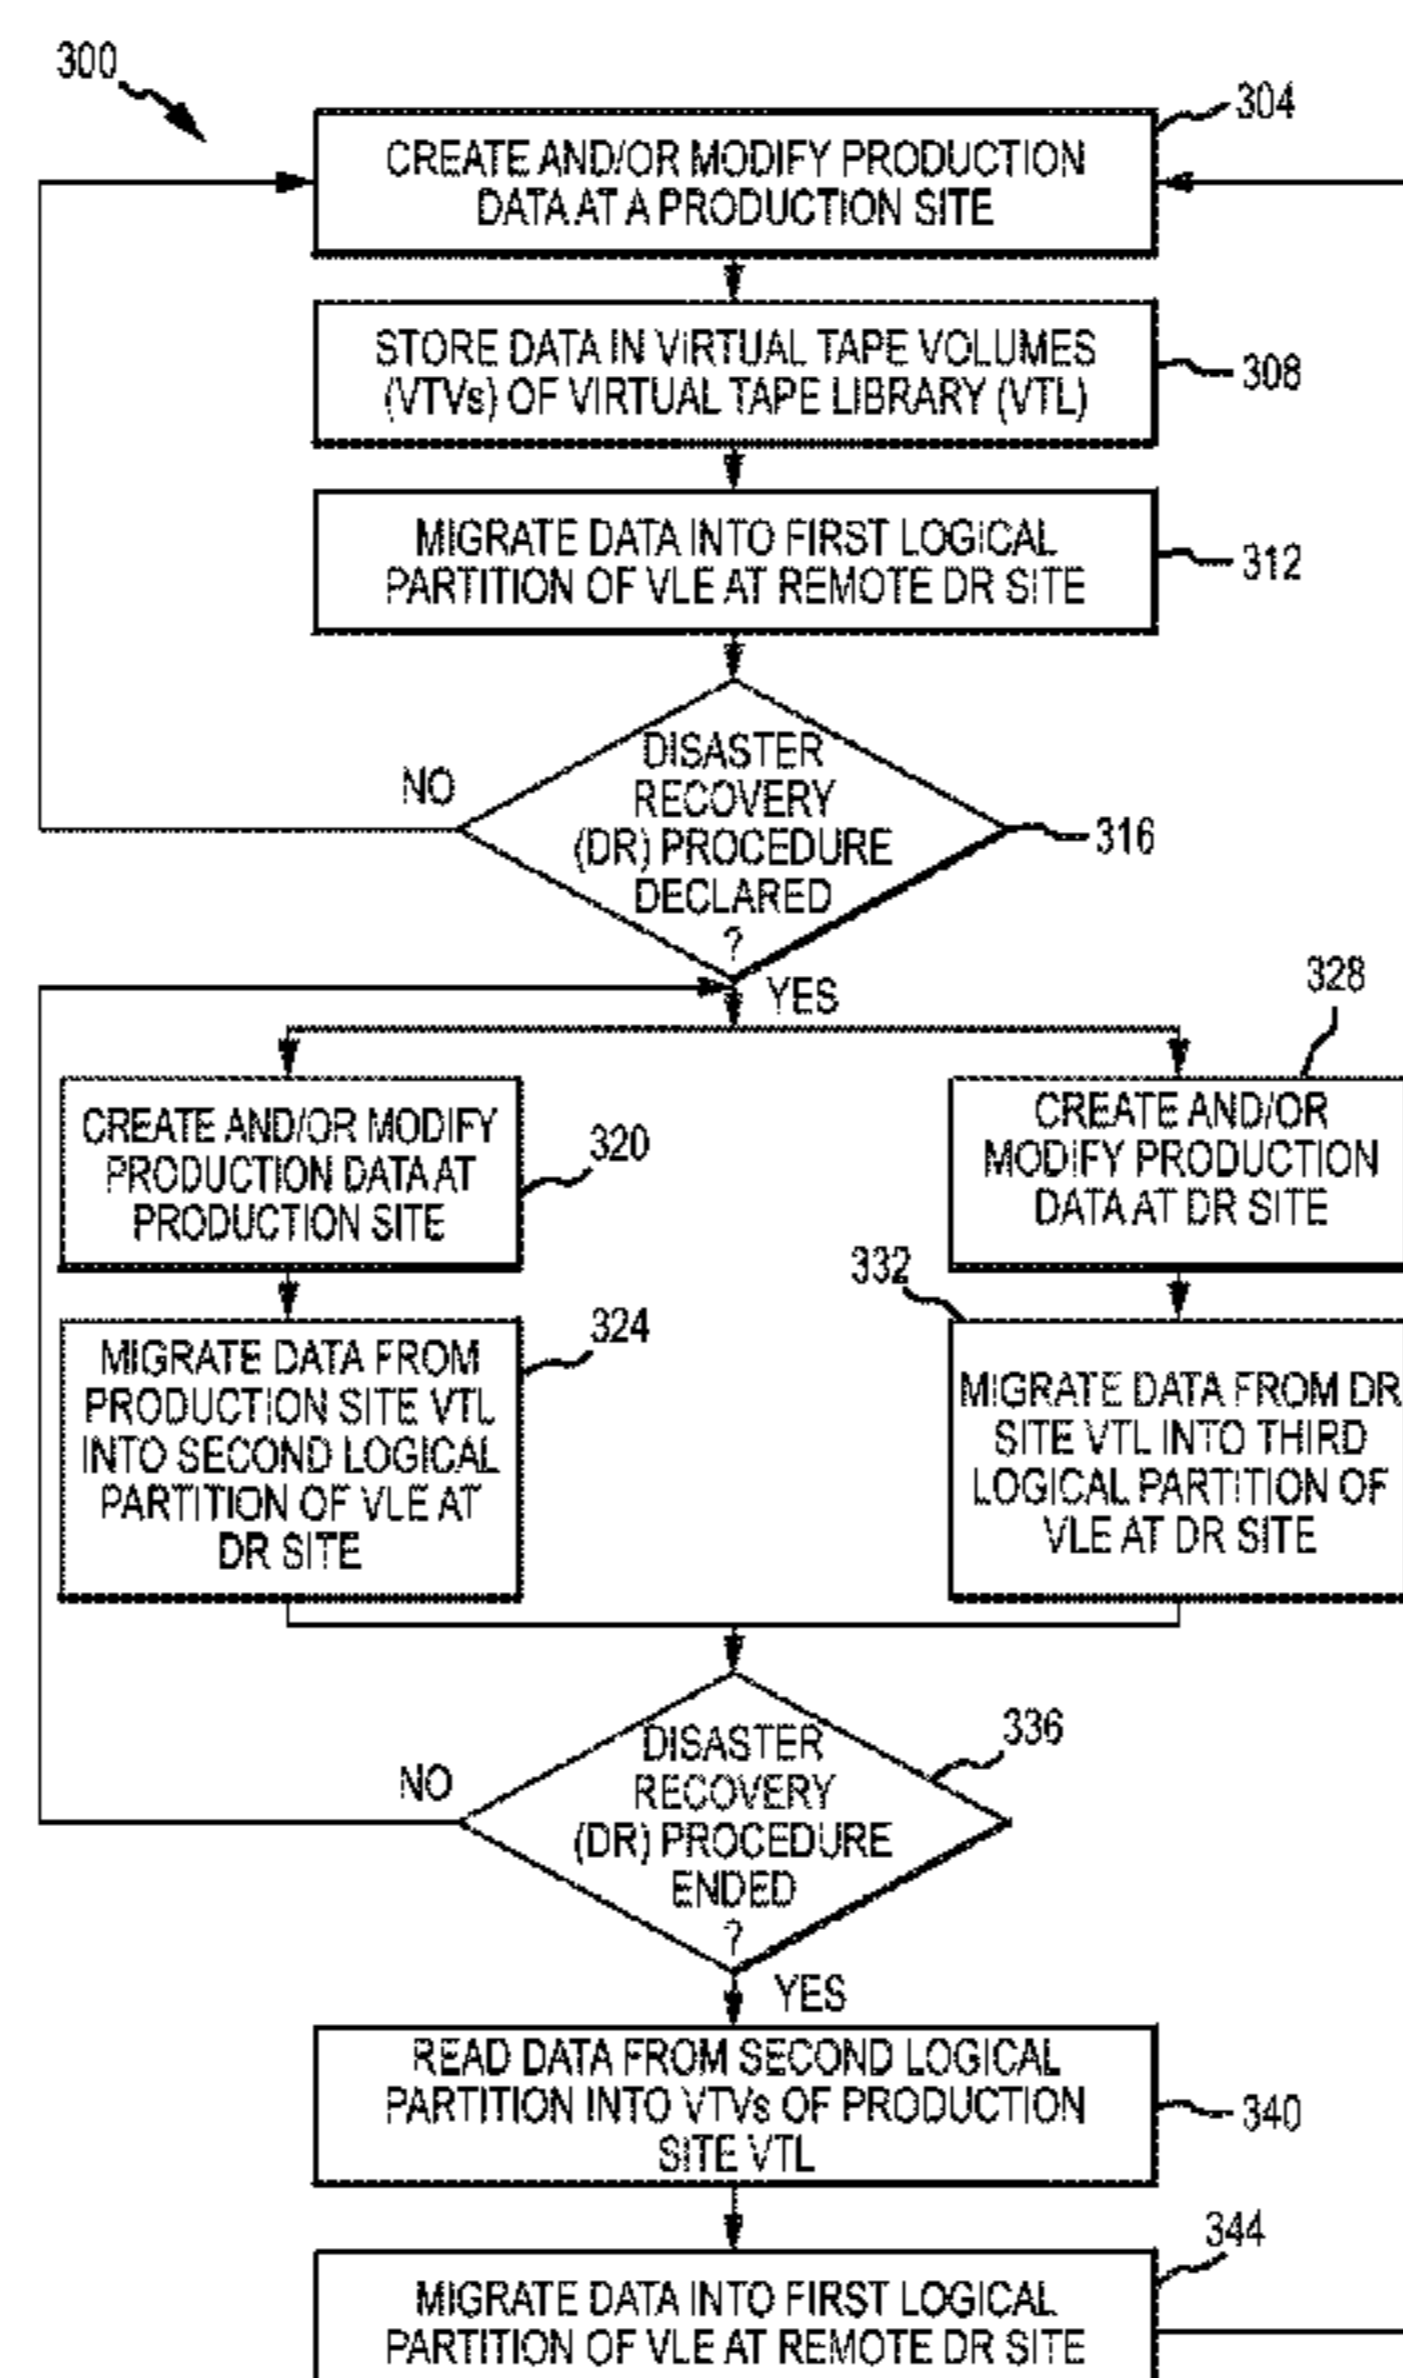 300
304
CREATE AND/OR MODIFY PRODUCTION
DATA AT A PRODUCTION SITE
STORE DATA IN VIRTUAL TAPE VOLUMES
(VTVs) OF VIRTUAL TAPE LIBRARY (VTL)
308
MIGRATE DATA INTO FIRST LOGICAL
PARTITION OF VLE AT REMOTE DR SITE
312
DISASTER
RECOVERY
(DR) PROCEDURE
DECLARED
?
NO
316
YES
328
CREATE AND/OR MODIFY
PRODUCTION DATA AT
PRODUCTION SITE
320
CREATE AND/OR
MODIFY PRODUCTION
DATA AT DR SITE
332
324
MIGRATE DATA FROM
PRODUCTION SITE VTL
INTO SECOND LOGICAL
PARTITION OF VLE AT
DR SITE
MIGRATE DATA FROM DR
SITE VTL INTO THIRD
LOGICAL PARTITION OF
VLE AT DR SITE
336
DISASTER
RECOVERY
(DR) PROCEDURE
ENDED
?
NO
YES
READ DATA FROM SECOND LOGICAL
PARTITION INTO VTVs OF PRODUCTION
SITE VTL
340
344
MIGRATE DATA INTO FIRST LOGICAL
PARTITION OF VLE AT REMOTE DR SITE